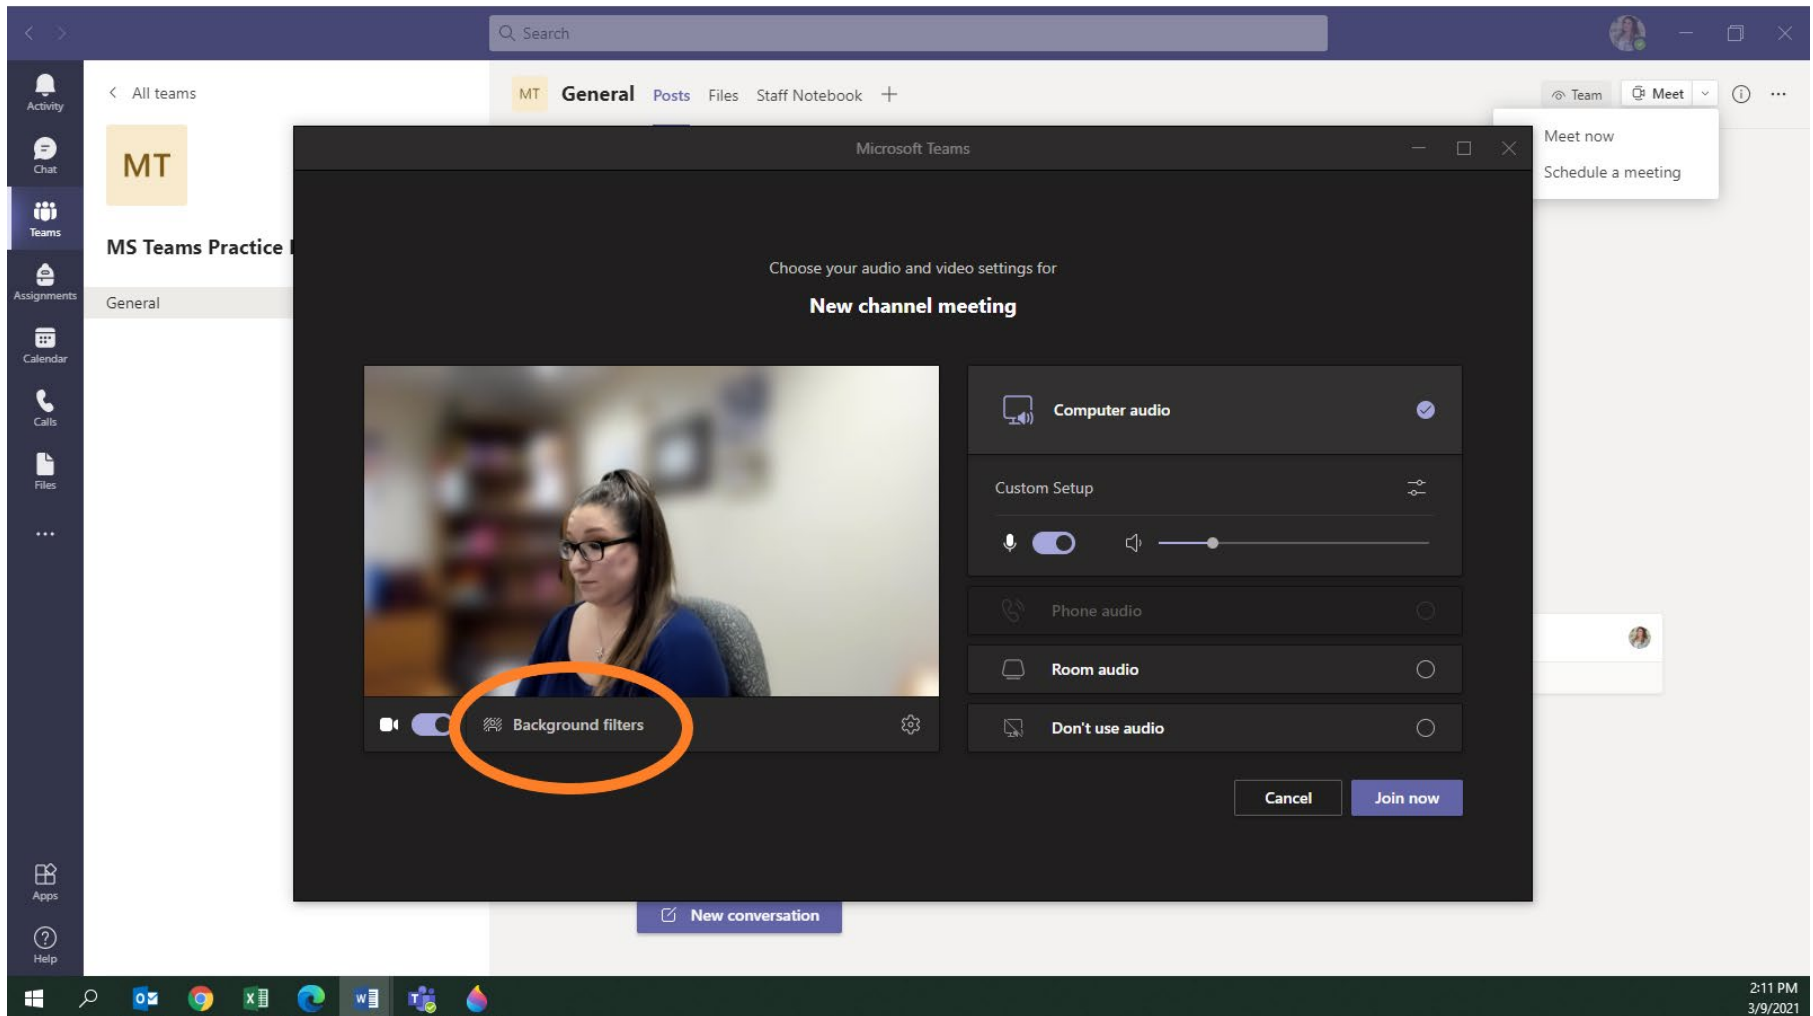 Search
Activity
Chat
Teams
Assignments
Calendar
Calls
Files
Apps
Help
All teams
MT
MS Teams Practice
General
MT General Posts Files Staff Notebook
Team Meet
Meet now
Schedule a meeting
Microsoft Teams
Choose your audio and video settings for
New channel meeting
Computer audio
Custom Setup
Phone audio
Room audio
Don't use audio
Background filters
Cancel Join now
New conversation
2:11 PM
3/9/2021